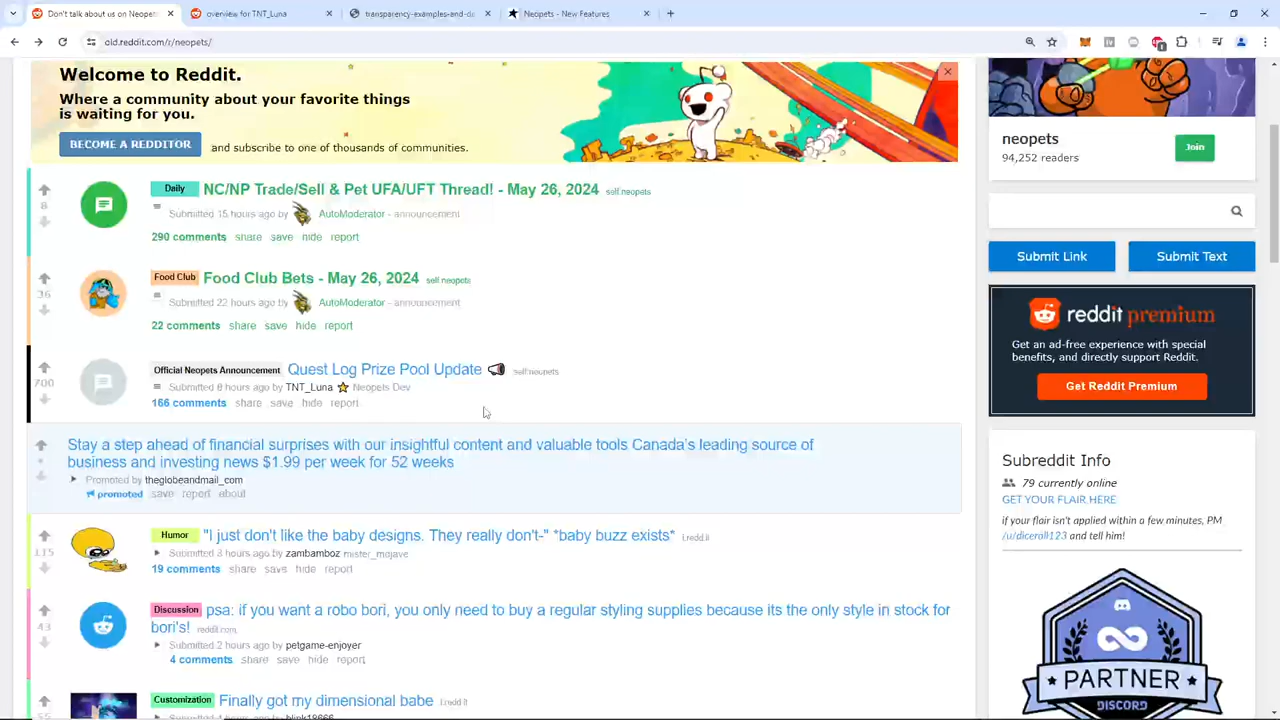 Don't talk about us on Neopets
overview for TNT_Luna
transparency-examples-and-de
Neopets - New Features
old.reddit.com/r/neopets/
Welcome to Reddit.
Where a community about your favorite things
is waiting for you.
BECOME A REDDITOR
and subscribe to one of thousands of communities.
neopets
94,252 readers
Join
8
Daily
NC/NP Trade/Sell & Pet UFA/UFT Thread! - May 26, 2024
self.neopets
Submitted 15 hours ago by AutoModerator - announcement
290 comments share save hide report
Submit Link
Submit Text
36
Food Club
Food Club Bets - May 26, 2024
self.neopets
Submitted 22 hours ago by AutoModerator - announcement
22 comments share save hide report
reddit premium
Get an ad-free experience with special
benefits, and directly support Reddit.
Get Reddit Premium
700
Official Neopets Announcement
Quest Log Prize Pool Update
self.neopets
Submitted 8 hours ago by TNT_Luna Neopets Dev
166 comments share save hide report
Stay a step ahead of financial surprises with our insightful content and valuable tools Canada's leading source of
business and investing news $1.99 per week for 52 weeks
Promoted by theglobeandmail_com
promoted save report about
Subreddit Info
79 currently online
GET YOUR FLAIR HERE
if your flair isn't applied within a few minutes, PM
/u/diceroll123 and tell him!
115
Humor
"I just don't like the baby designs. They really don't-" *baby buzz exists*
i.redd.it
Submitted 3 hours ago by zambamboz mister_mojave
19 comments share save hide report
43
Discussion
psa: if you want a robo bori, you only need to buy a regular styling supplies because its the only style in stock for
bori's!
reddit.com
Submitted 2 hours ago by petgame-enjoyer
4 comments share save hide report
PARTNER
DISCORD
55
Customization
Finally got my dimensional babe
i.redd.it